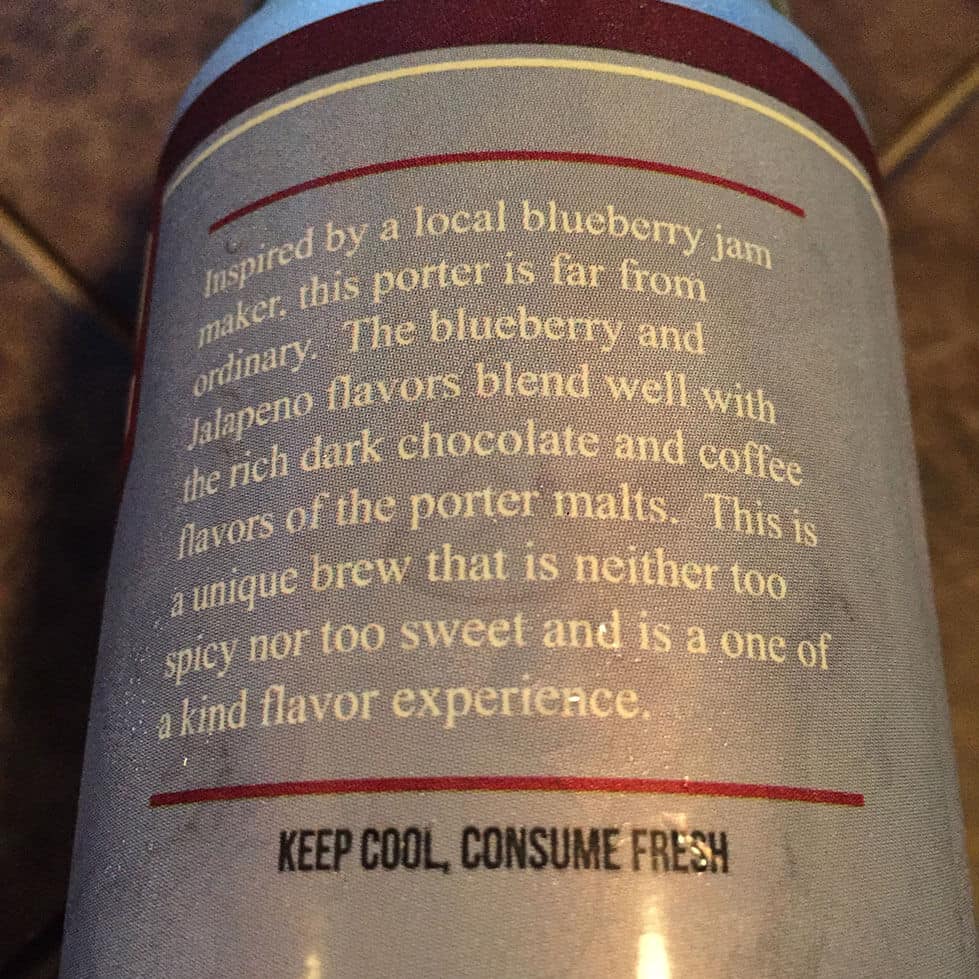 Inspired by a local blueberry jam
maker, this porter is far from
ordinary. The blueberry and
Jalapeno flavors blend well with
the rich dark chocolate and coffee
flavors of the porter malts. This is
a unique brew that is neither too
spicy nor too sweet and is a one of
a kind flavor experience.
KEEP COOL, CONSUME FRESH